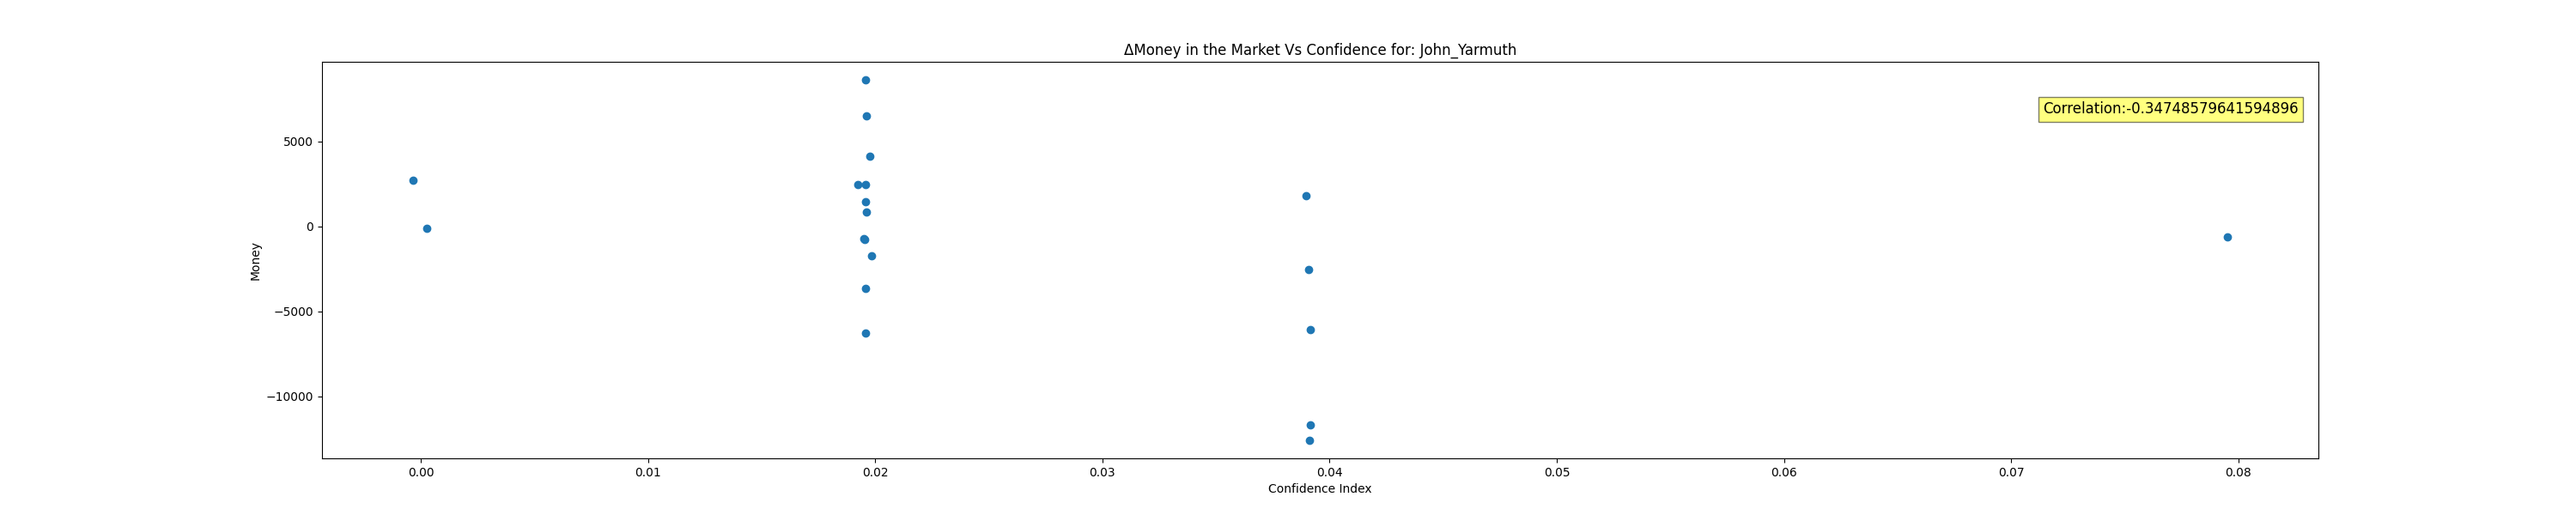 ΔMoney in the Market Vs Confidence for: John_Yarmuth
Correlation:-0.34748579641594896
5000
0
−5000
−10000
Money
0.00 0.01 0.02 0.03 0.04 0.05 0.06 0.07 0.08
Confidence Index